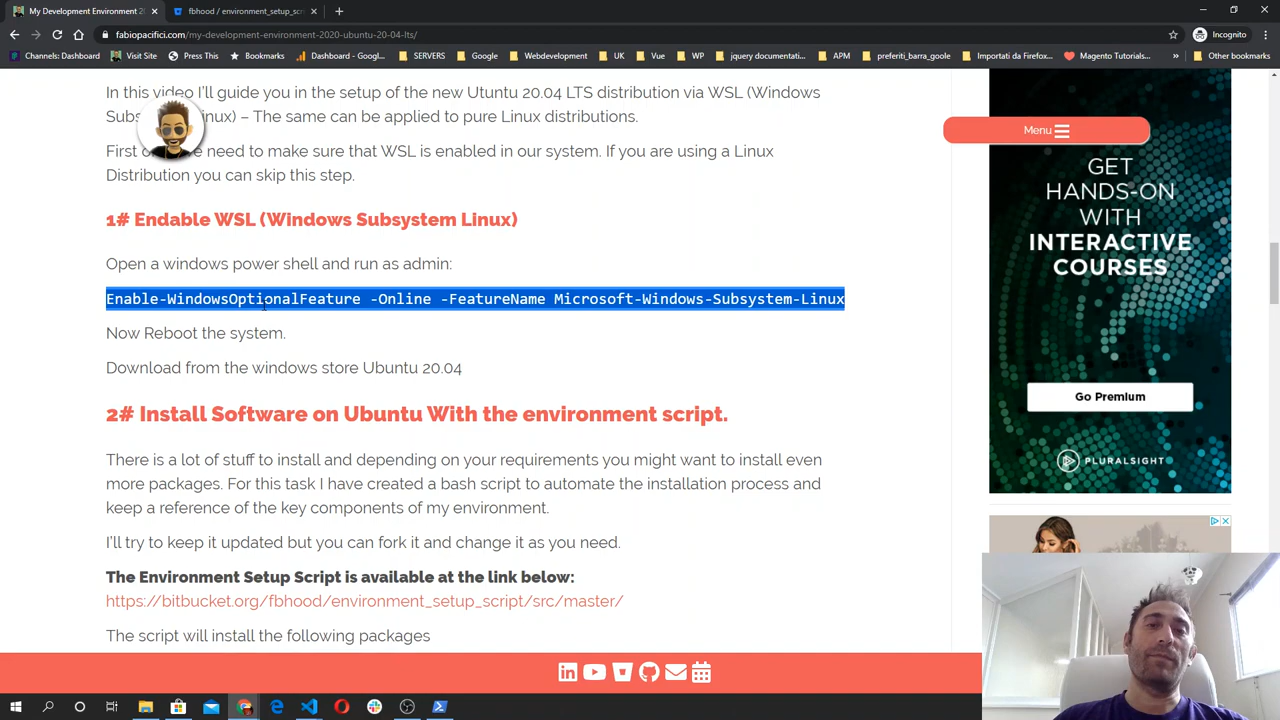 My Development Environment 2
fbhood / environment_setup_scr
fabiopacifici.com/my-development-environment-2020-ubuntu-20-04-lts/
Incognito
Channels Dashboard
Visit Site
Press This
Bookmarks
Dashboard - Googl...
SERVERS
Google
Webdevelopment
UK
Vue
WP
jquery documentati...
APM
preferiti_barra_goole
Importati da Firefox...
Magento Tutorials...
»
Other bookmarks
In this video I'll guide you in the setup of the new Utuntu 20.04 LTS distribution via WSL (Windows
Subs inux) – The same can be applied to pure Linux distributions.
First o e need to make sure that WSL is enabled in our system. If you are using a Linux
Distribution you can skip this step.
Menu
1# Endable WSL (Windows Subsystem Linux)
Open a windows power shell and run as admin:
Enable-WindowsOptionalFeature -Online -FeatureName Microsoft-Windows-Subsystem-Linux
Now Reboot the system.
Download from the windows store Ubuntu 20.04
2# Install Software on Ubuntu With the environment script.
There is a lot of stuff to install and depending on your requirements you might want to install even
more packages. For this task I have created a bash script to automate the installation process and
keep a reference of the key components of my environment.
I'll try to keep it updated but you can fork it and change it as you need.
The Environment Setup Script is available at the link below:
https://bitbucket.org/fbhood/environment_setup_script/src/master/
The script will install the following packages
GET
HANDS-ON
WITH
INTERACTIVE
COURSES
Go Premium
PLURALSIGHT